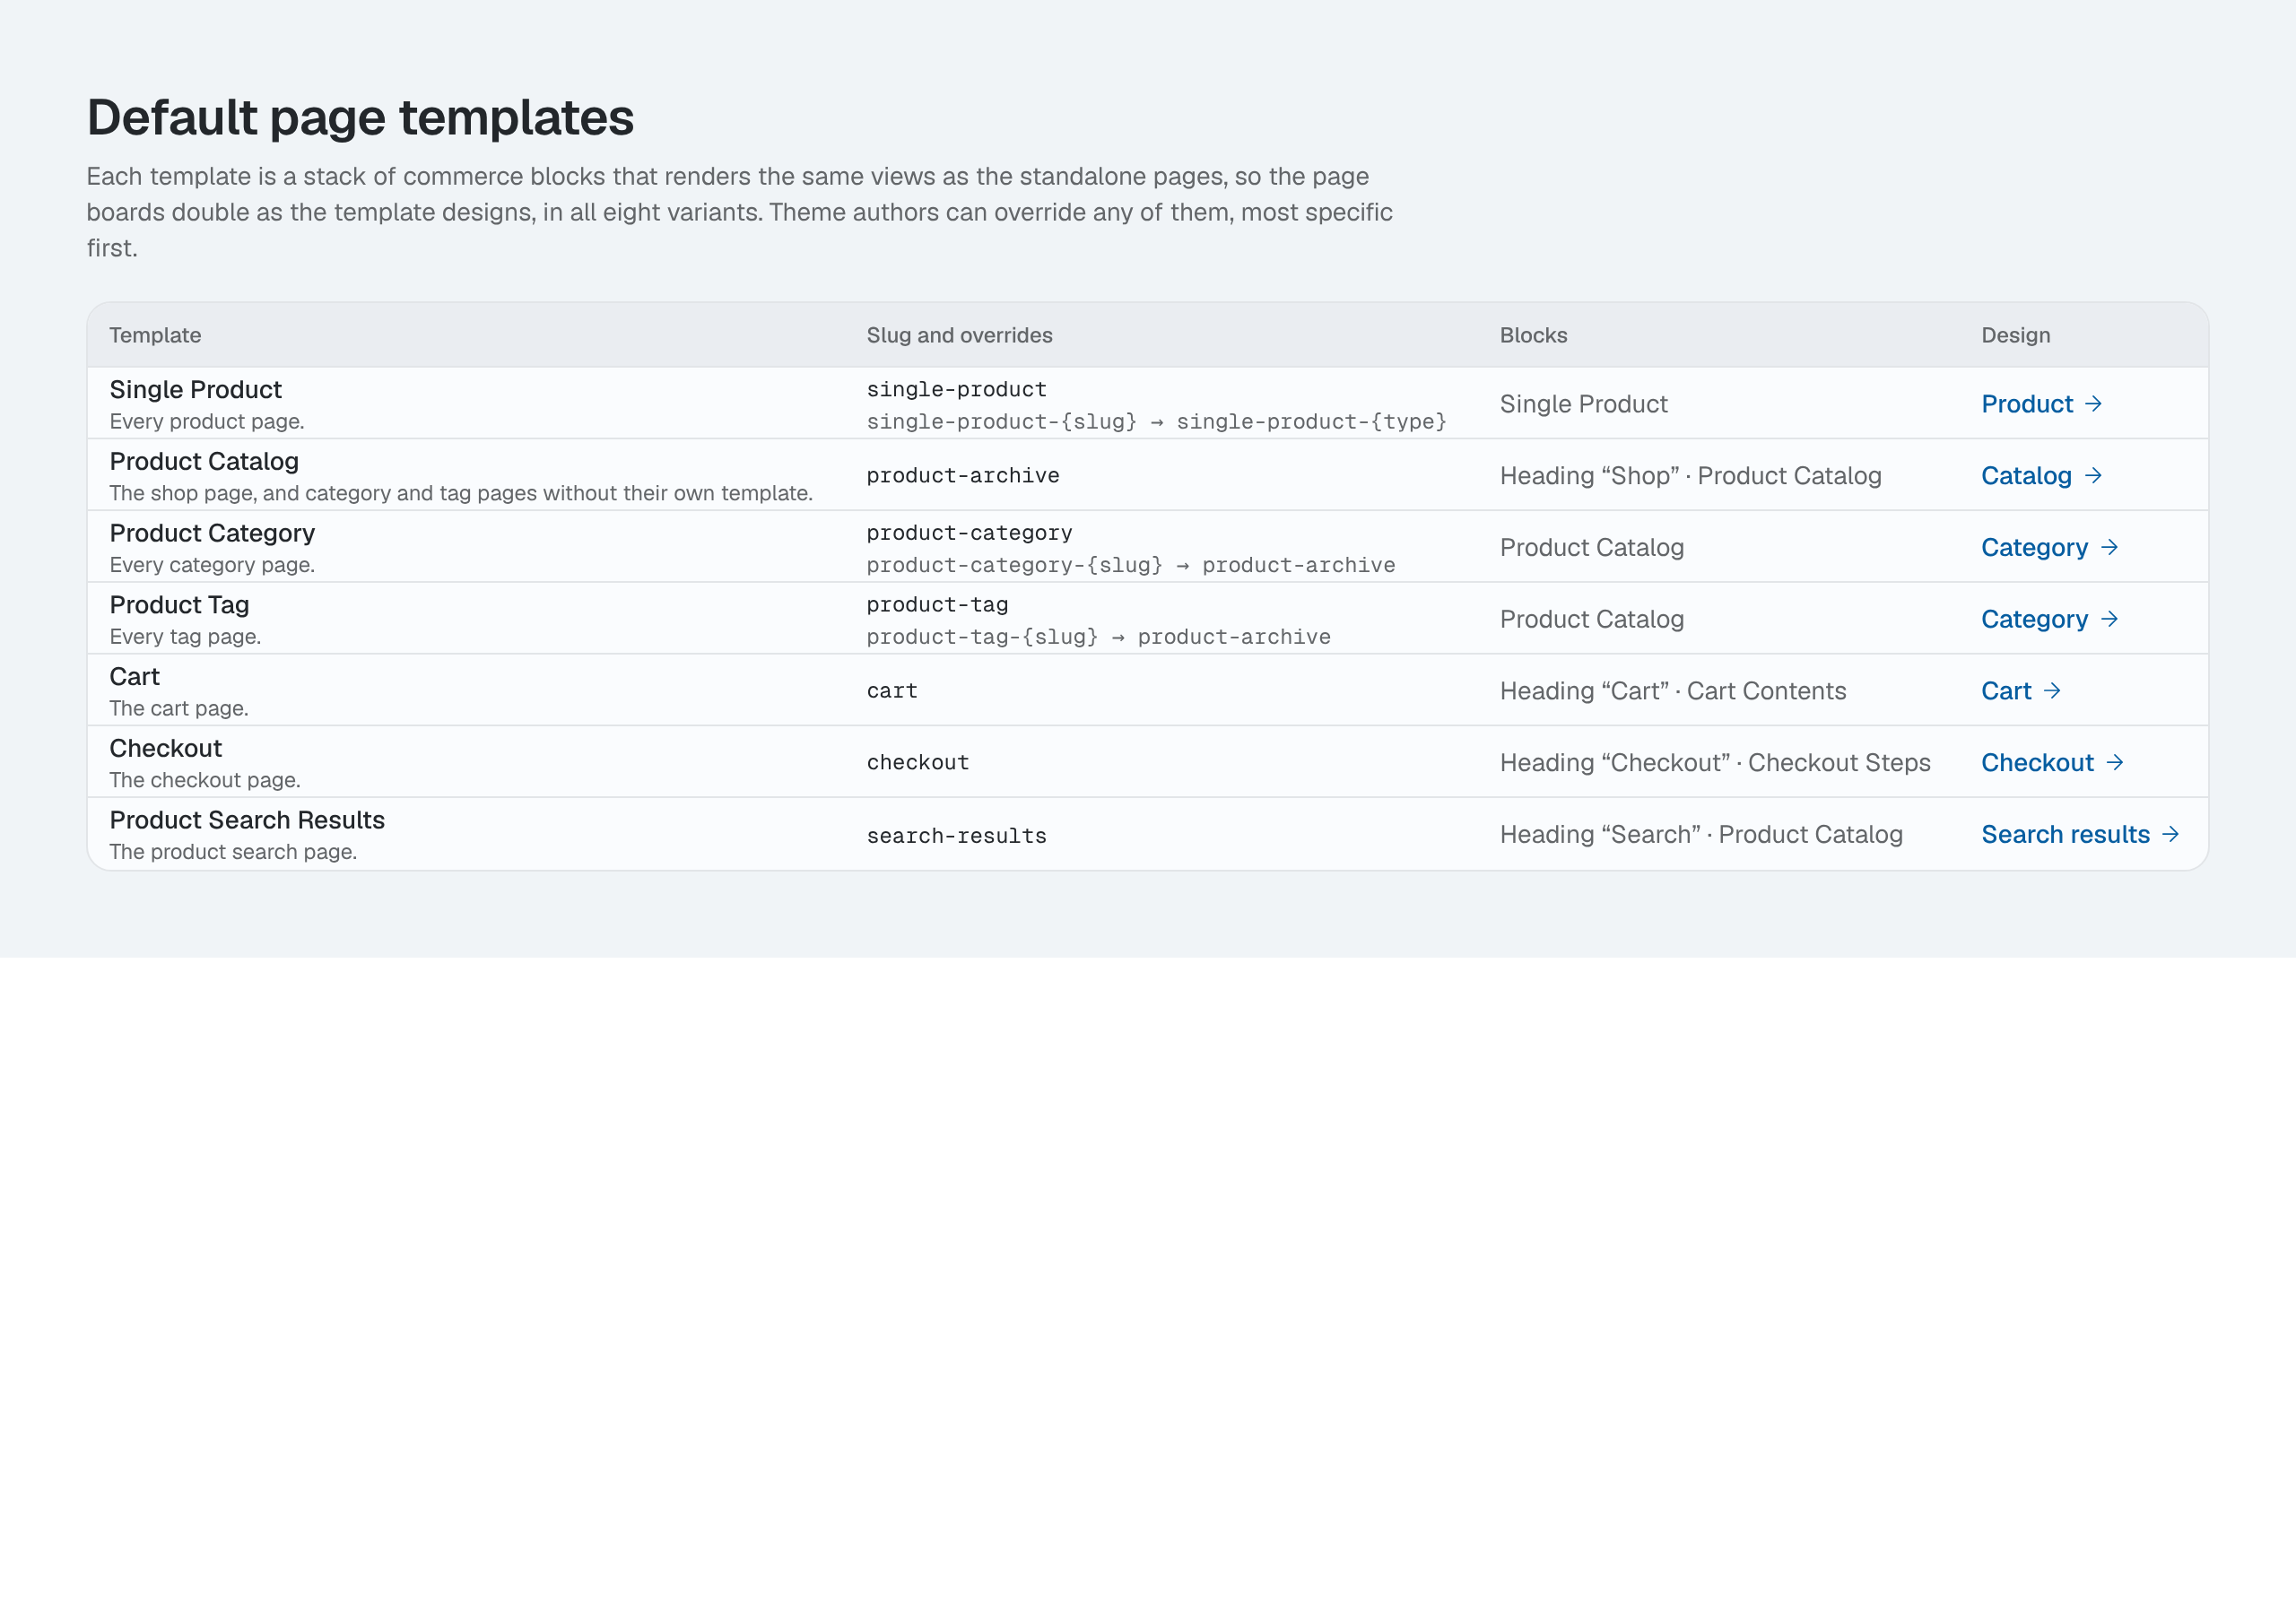 Default page templates
Each template is a stack of commerce blocks that renders the same views as the standalone pages, so the page
boards double as the template designs, in all eight variants. Theme authors can override any of them, most specific
first.
Template Slug and overrides Blocks Design
Single Product
Every product page.
single-product
single-product-{slug} → single-product-{type}
Single Product
Product →
Product Catalog
The shop page, and category and tag pages without their own template.
product-archive
Heading “Shop” · Product Catalog
Catalog →
Product Category
Every category page.
product-category
product-category-{slug} → product-archive
Product Catalog
Category →
Product Tag
Every tag page.
product-tag
product-tag-{slug} → product-archive
Product Catalog
Category →
Cart
The cart page.
cart
Heading “Cart” · Cart Contents
Cart →
Checkout
The checkout page.
checkout
Heading “Checkout” · Checkout Steps
Checkout →
Product Search Results
The product search page.
search-results
Heading “Search” · Product Catalog
Search results →